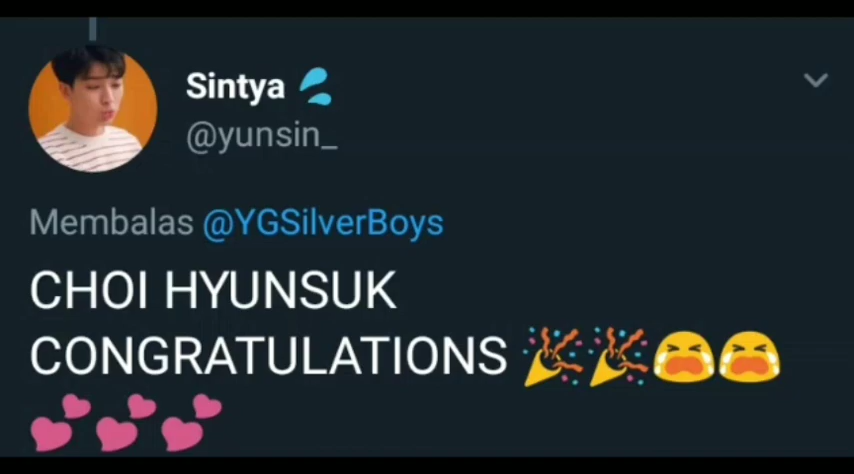 Sintya 💦
@yunsin_
Membalas @YGSilverBoys
CHOI HYUNSUK
CONGRATULATIONS 🎉🎉😭😭
💕💕💕